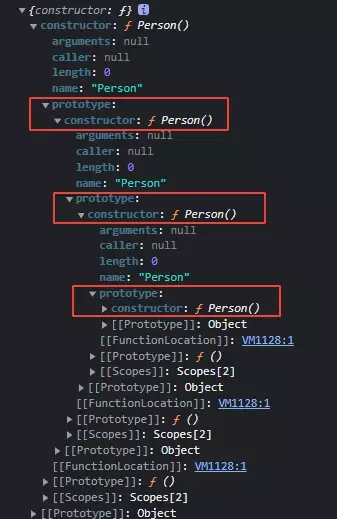 {constructor: ƒ} i
constructor: ƒ Person()
arguments: null
caller: null
length: 0
name: "Person"
prototype:
constructor: ƒ Person()
arguments: null
caller: null
length: 0
name: "Person"
prototype:
constructor: ƒ Person()
arguments: null
caller: null
length: 0
name: "Person"
prototype:
constructor: ƒ Person()
[[Prototype]]: Object
[[FunctionLocation]]: VM1128:1
[[Prototype]]: ƒ ()
[[Scopes]]: Scopes[2]
[[Prototype]]: Object
[[FunctionLocation]]: VM1128:1
[[Prototype]]: ƒ ()
[[Scopes]]: Scopes[2]
[[Prototype]]: Object
[[FunctionLocation]]: VM1128:1
[[Prototype]]: ƒ ()
[[Scopes]]: Scopes[2]
[[Prototype]]: Object